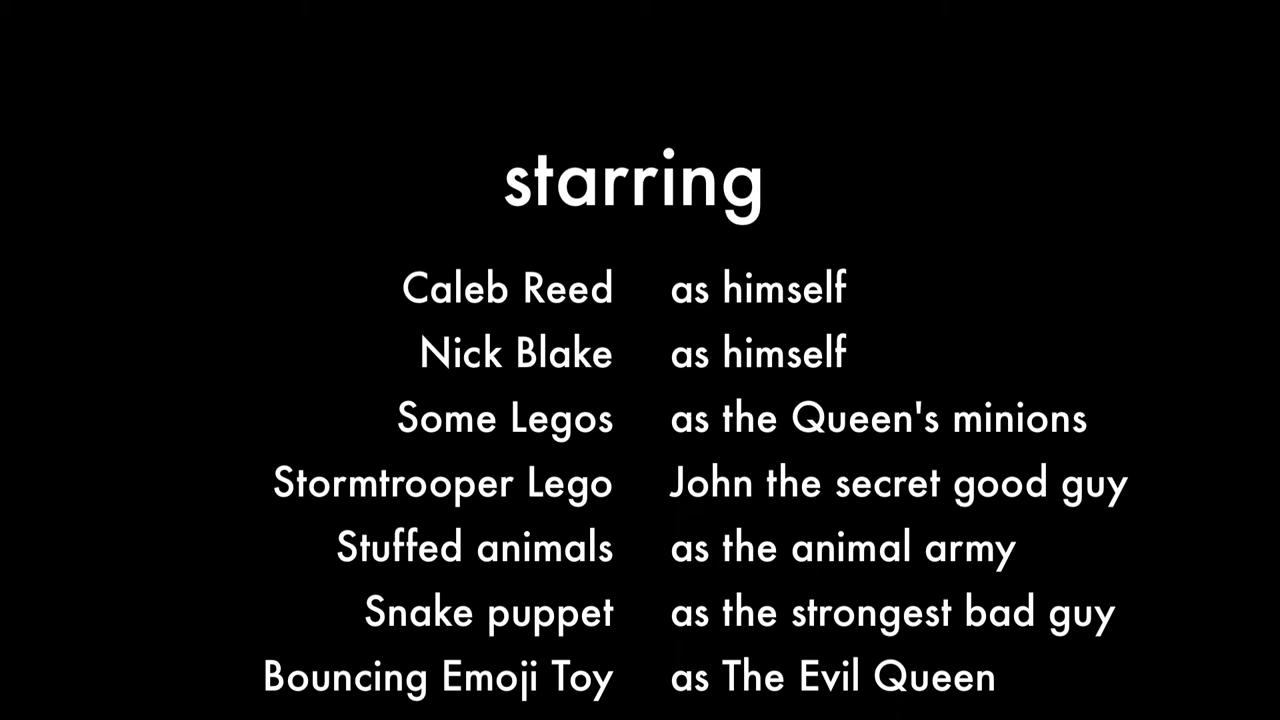 starring
Caleb Reed as himself
Nick Blake as himself
Some Legos as the Queen's minions
Stormtrooper Lego John the secret good guy
Stuffed animals as the animal army
Snake puppet as the strongest bad guy
Bouncing Emoji Toy as The Evil Queen